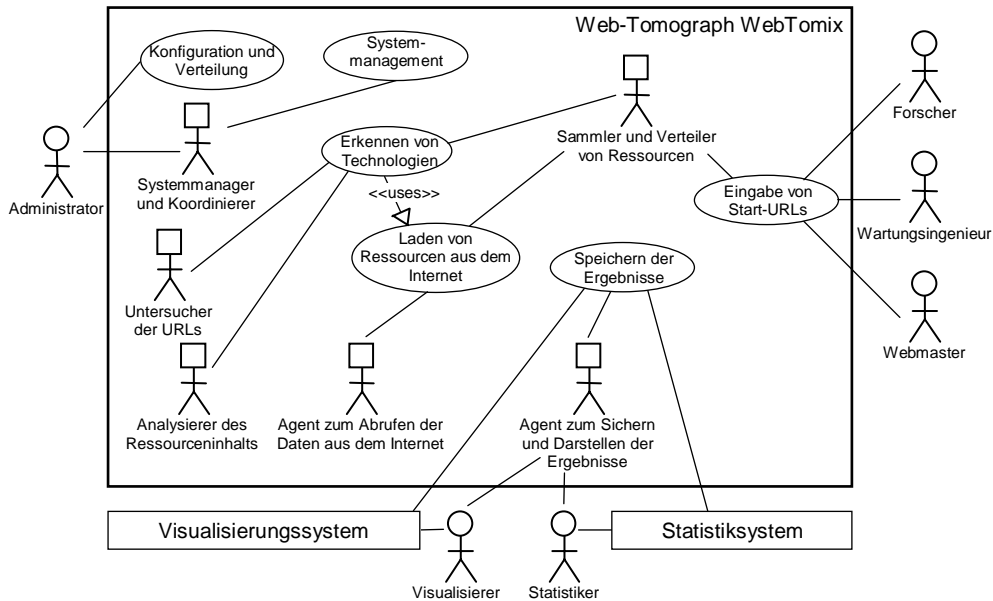 Web-Tomograph WebTomix
Konfiguration und
Verteilung
System-
management
Forscher
Administrator
Systemmanager
und Koordinierer
Erkennen von
Technologien
Sammler und Verteiler
von Ressourcen
<<uses>>
Eingabe von
Start-URLs
Wartungsingenieur
Laden von
Ressourcen aus dem
Internet
Speichern der
Ergebnisse
Untersucher
der URLs
Webmaster
Analysierer des
Ressourceninhalts
Agent zum Abrufen der
Daten aus dem Internet
Agent zum Sichern
und Darstellen der
Ergebnisse
Visualisierungssystem
Statistiksystem
Visualisierer
Statistiker